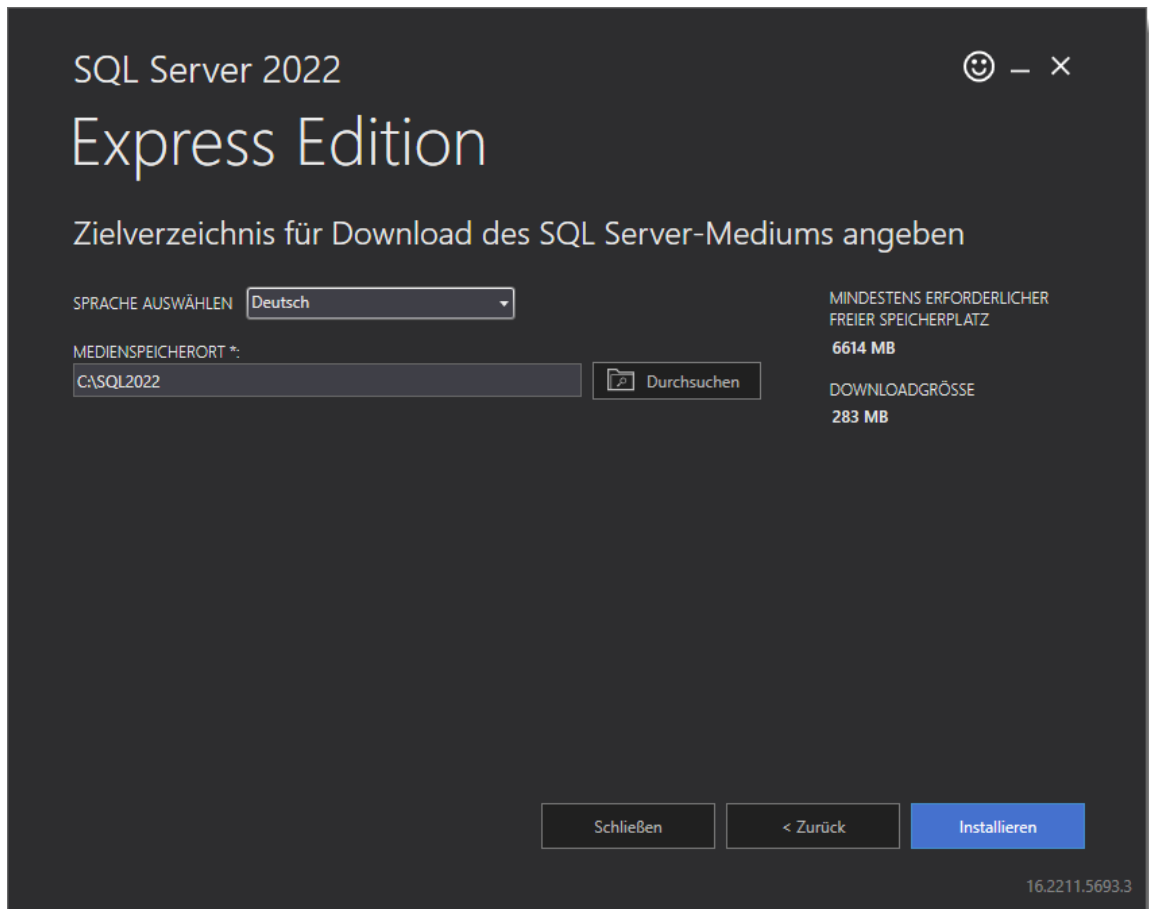 SQL Server 2022
Express Edition
Zielverzeichnis für Download des SQL Server-Mediums angeben
SPRACHE AUSWÄHLEN Deutsch
MEDIENSPEICHERORT *:
C:\SQL2022
Durchsuchen
MINDESTENS ERFORDERLICHER
FREIER SPEICHERPLATZ
6614 MB
DOWNLOADGRÖSSE
283 MB
Schließen
< Zurück
Installieren
16.2211.5693.3